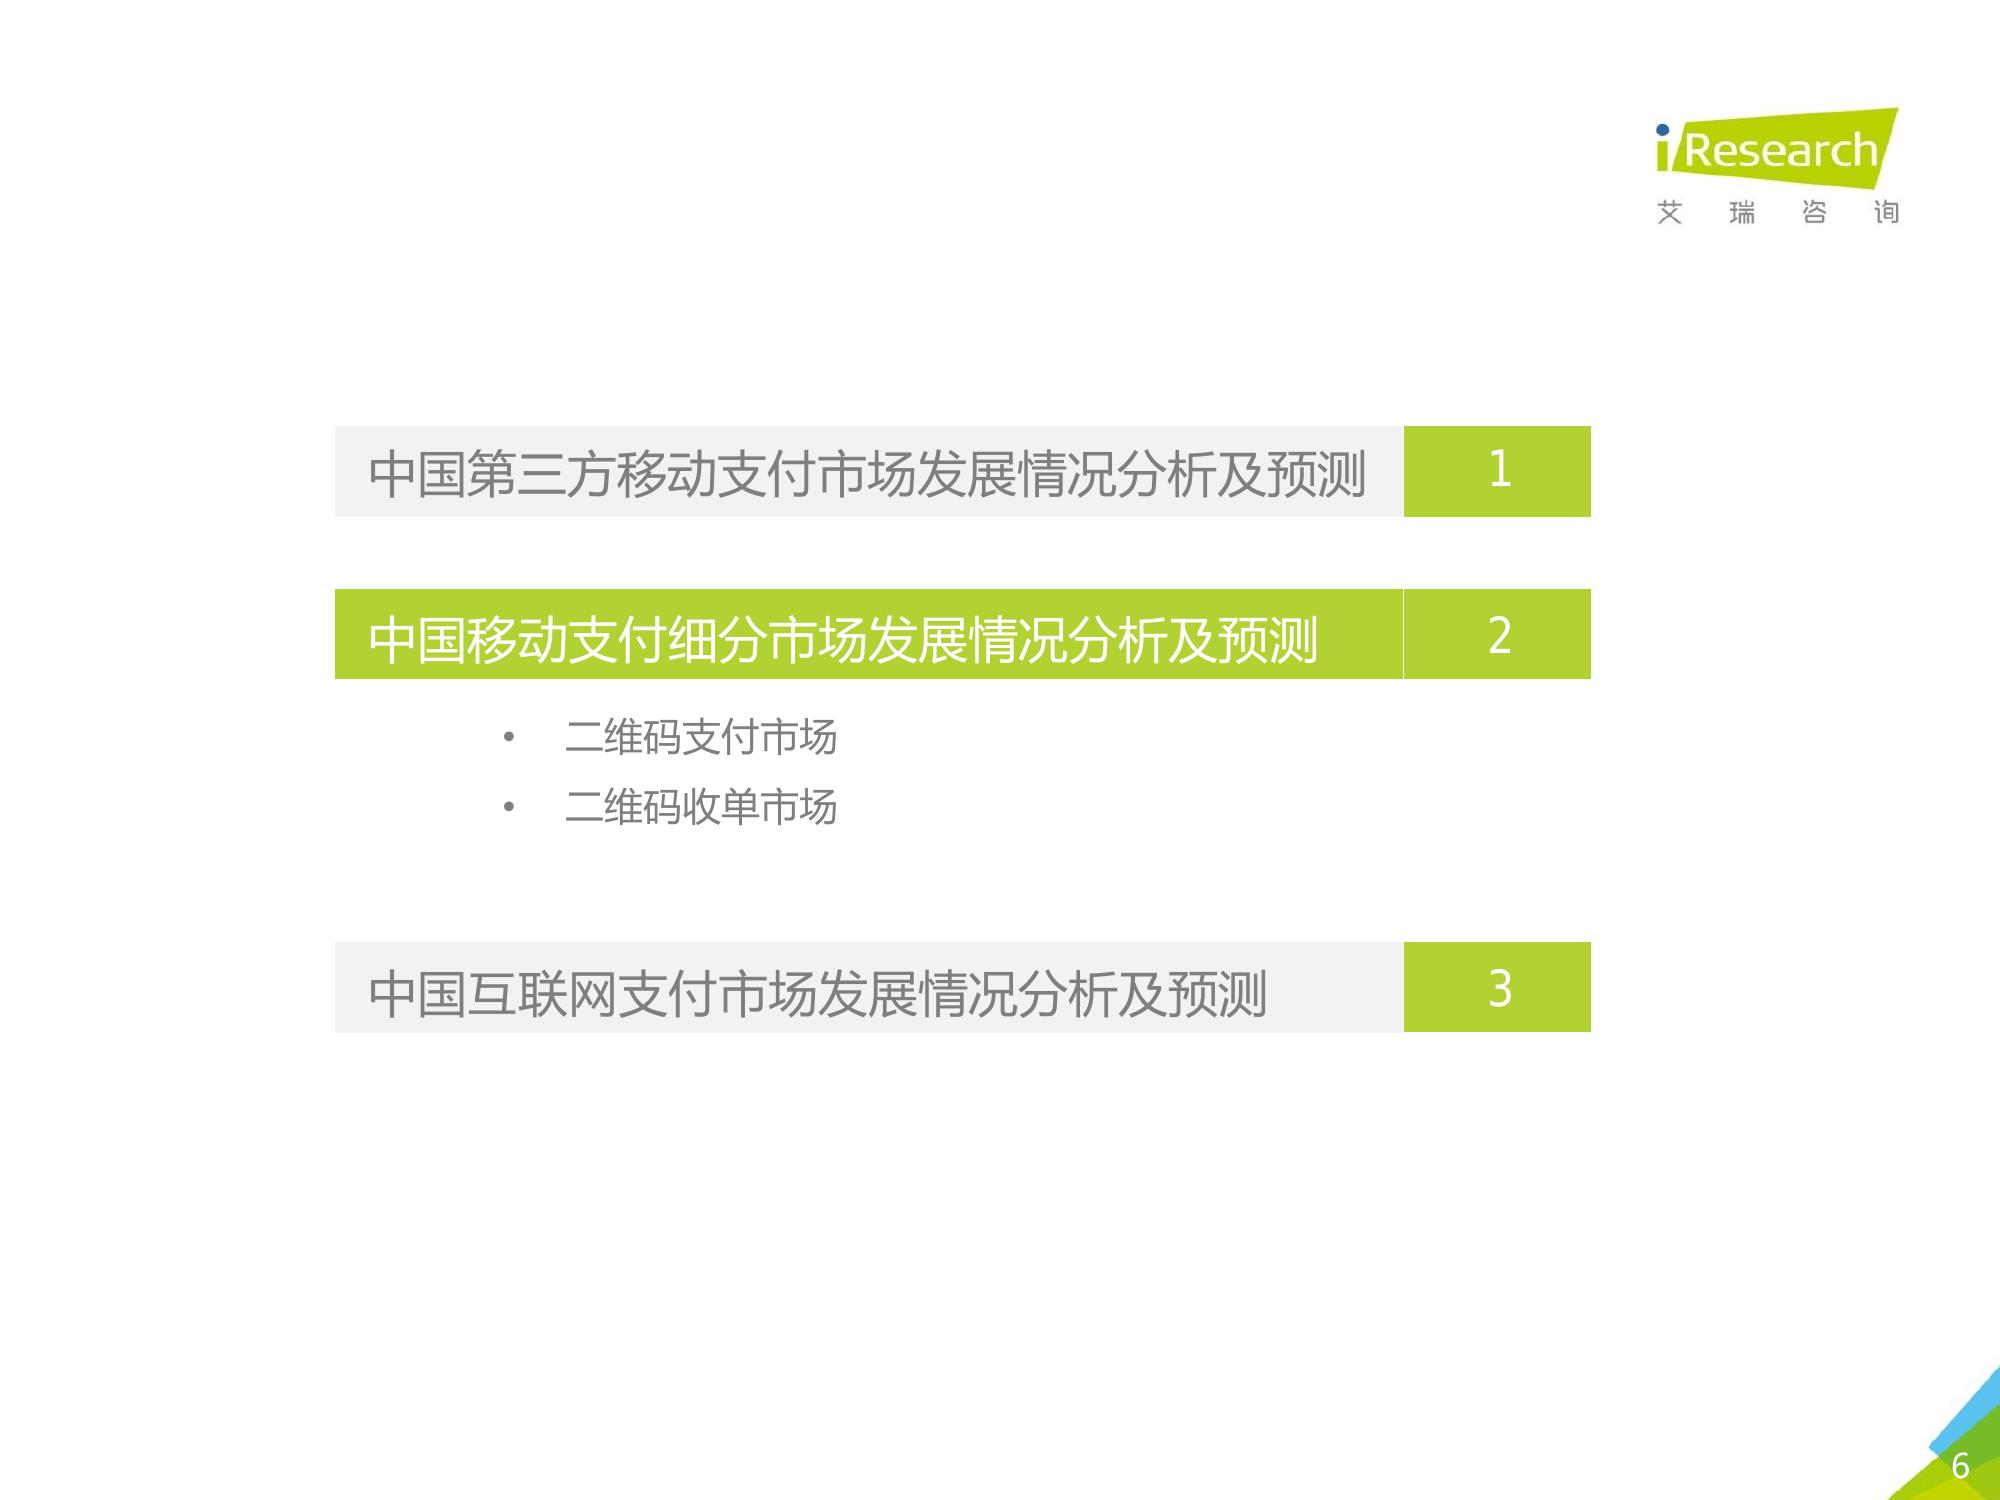 iResearch
艾瑞咨询
中国第三方移动支付市场发展情况分析及预测 1
中国移动支付细分市场发展情况分析及预测 2
• 二维码支付市场
• 二维码收单市场
中国互联网支付市场发展情况分析及预测 3
6